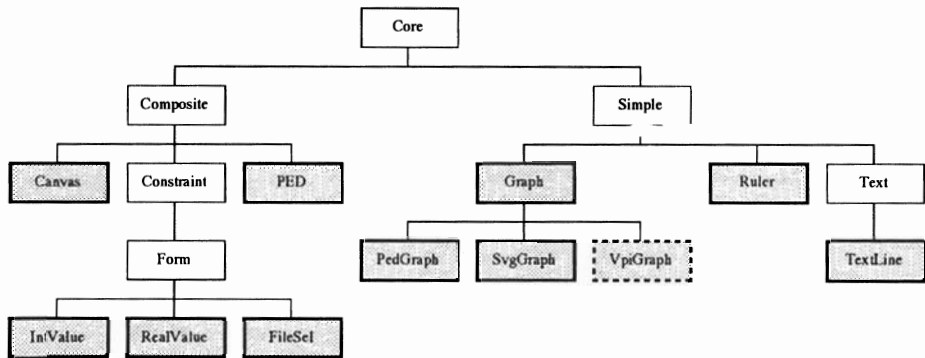 Core
Composite
Simple
Canvas
Constraint
PED
Graph
Ruler
Text
Form
PedGraph
SvgGraph
VpiGraph
TextLine
IntValue
RealValue
FileSel